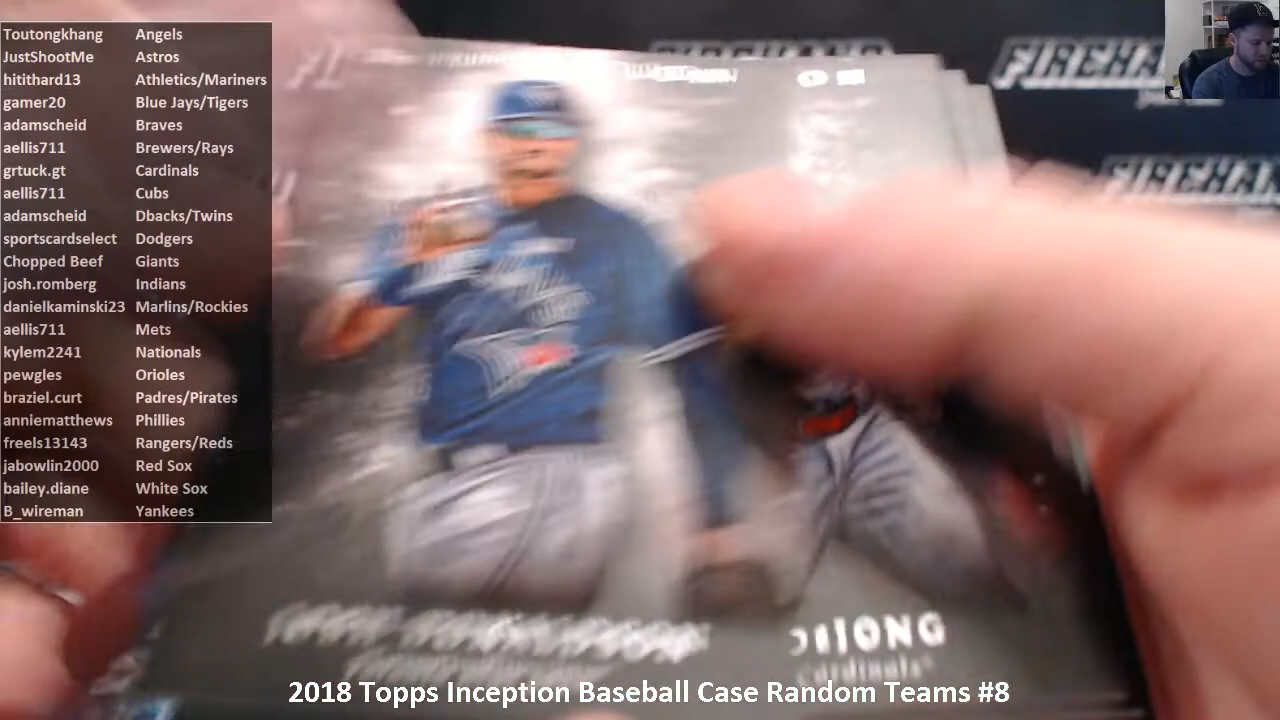 Toutongkhang Angels
JustShootMe Astros
hitithard13 Athletics/Mariners
gamer20 Blue Jays/Tigers
adamscheid Braves
aellis711 Brewers/Rays
grtuck.gt Cardinals
aellis711 Cubs
adamscheid Dbacks/Twins
sportscardselect Dodgers
Chopped Beef Giants
josh.romberg Indians
danielkaminski23 Marlins/Rockies
aellis711 Mets
kylem2241 Nationals
pewgles Orioles
braziel.curt Padres/Pirates
anniematthews Phillies
freels13143 Rangers/Reds
jabowlin2000 Red Sox
bailey.diane White Sox
B_wireman Yankees
DeJONG
Cardinals
2018 Topps Inception Baseball Case Random Teams #8